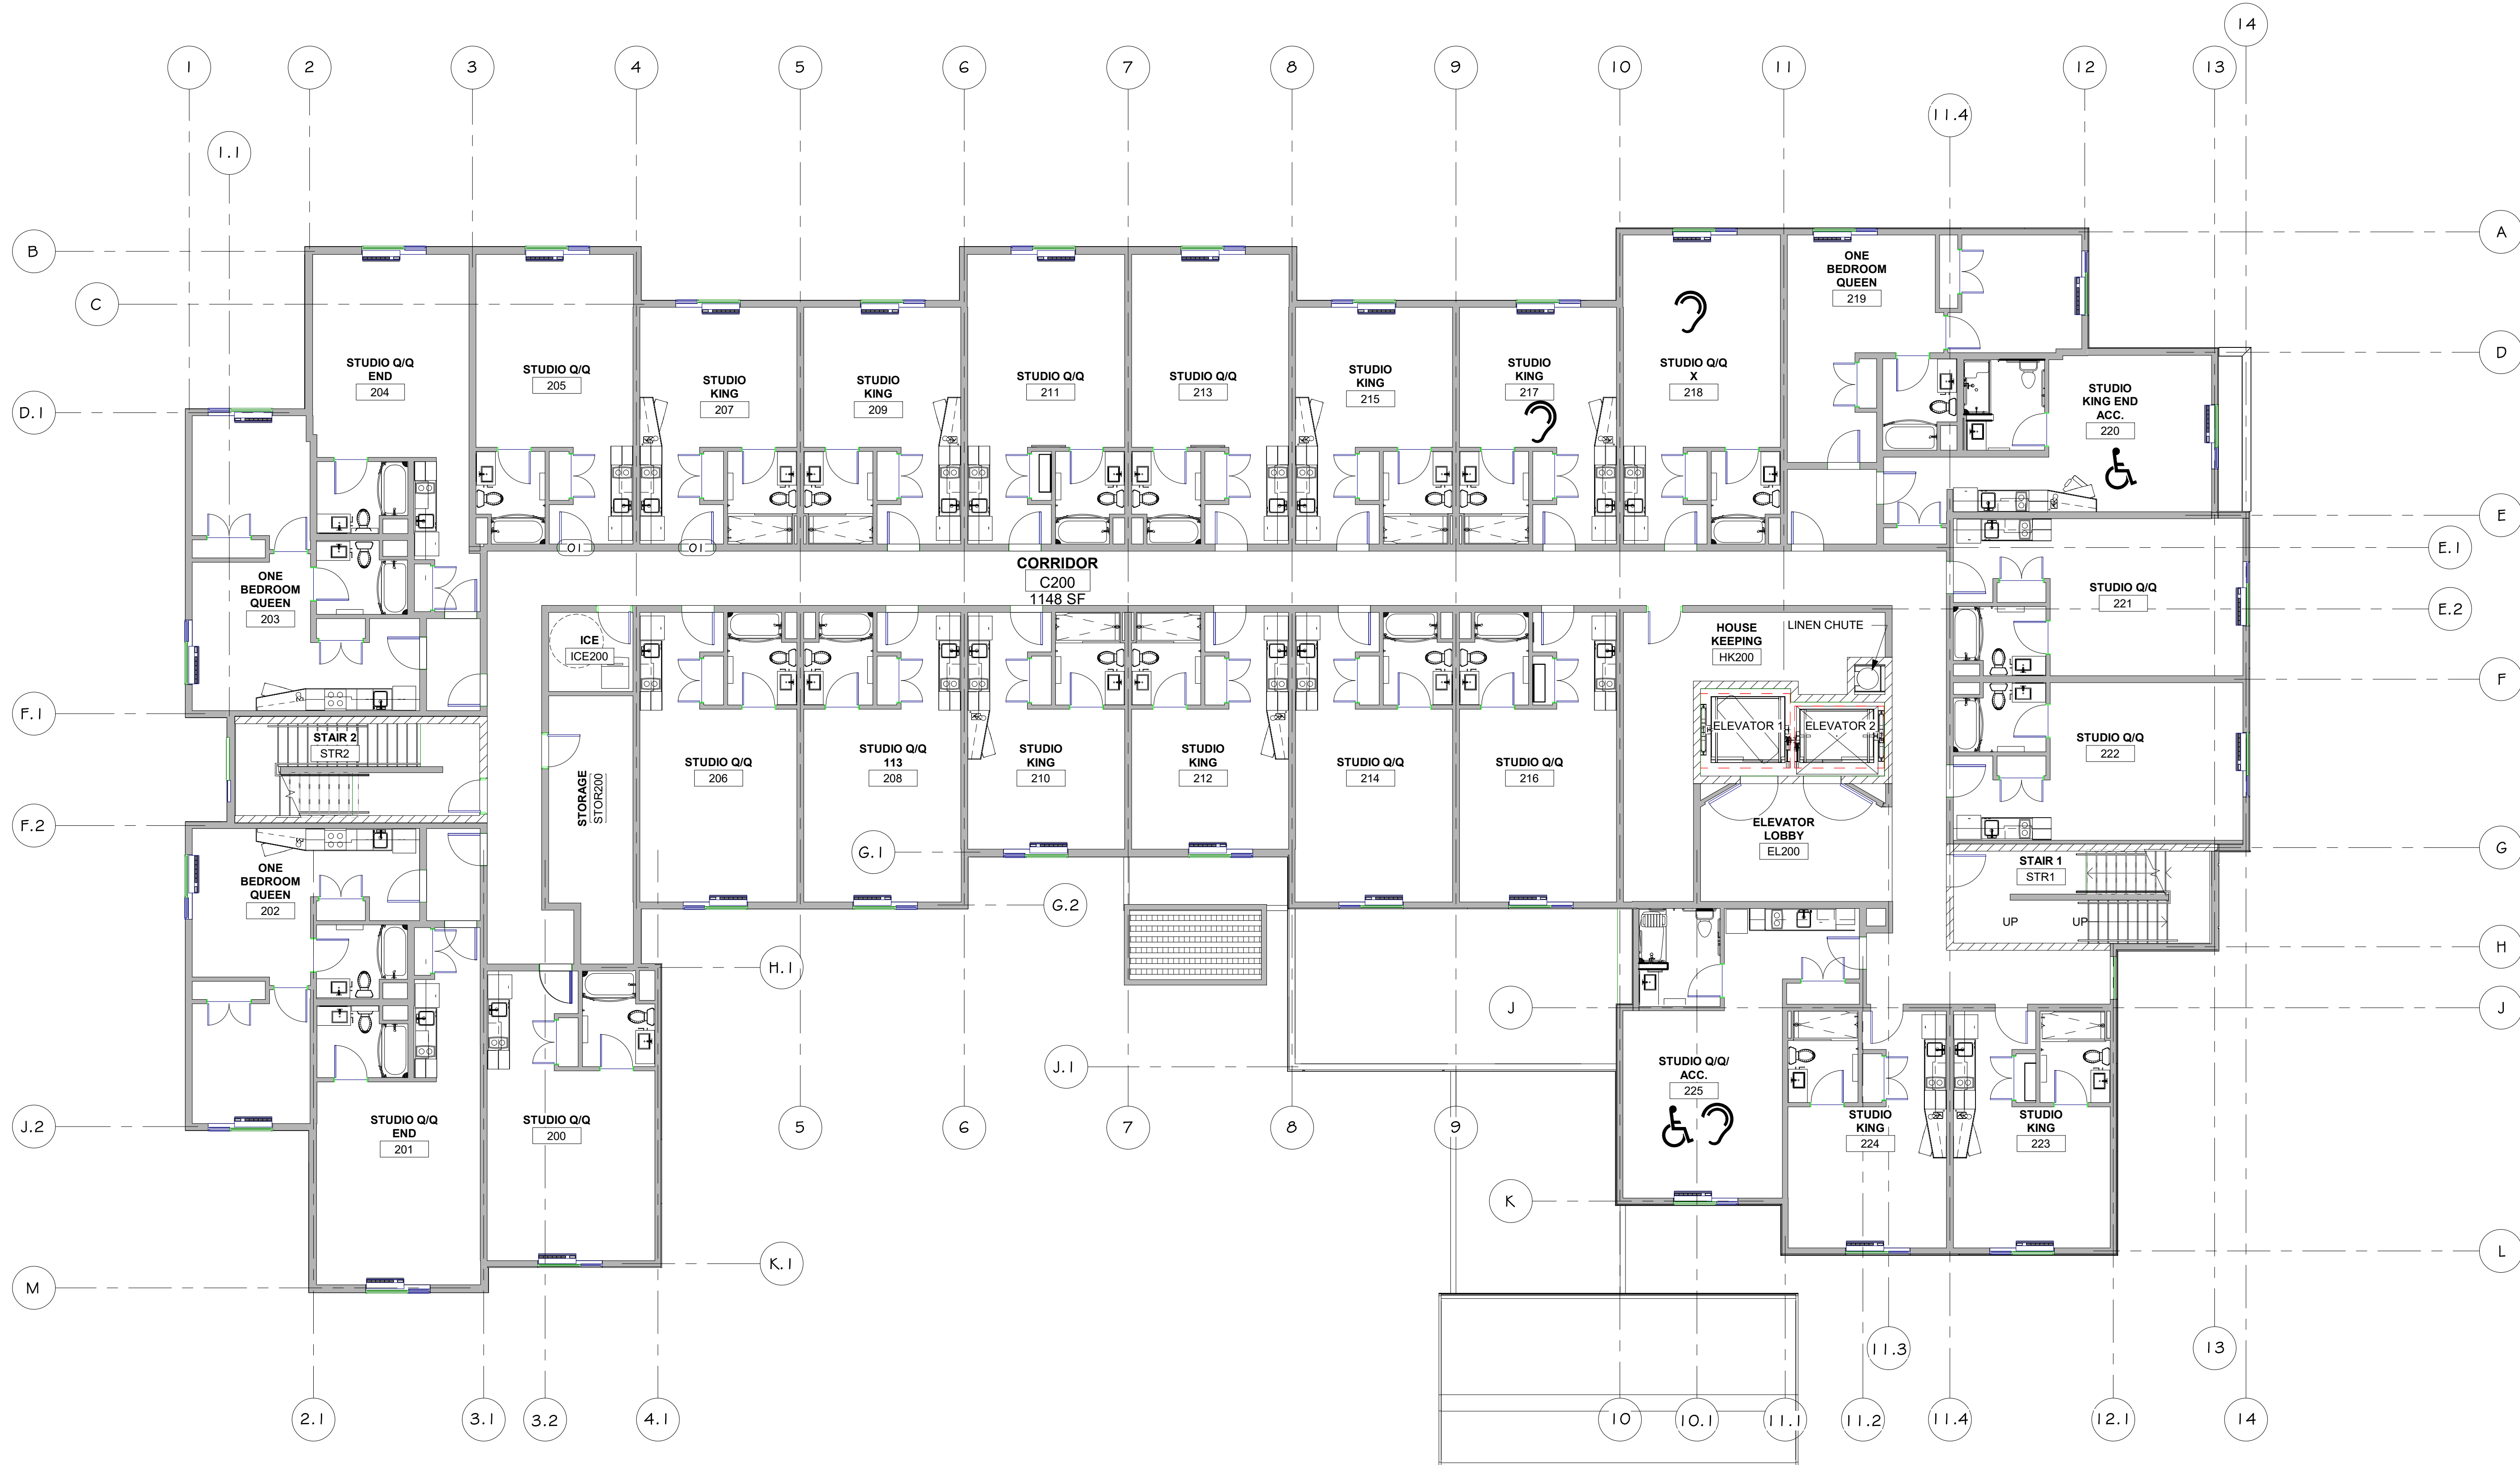 14
1
2
3
4
5
6
7
8
9
10
11
12
13
11.4
1.1
A
B
C
D
D.1
E
E.1
E.2
F
F.1
F.2
G
G.1
G.2
H
H.1
J
J
J.1
J.2
K
K.1
L
M
ONE
BEDROOM
QUEEN
219
STUDIO Q/Q
END
204
STUDIO Q/Q
205
STUDIO
KING
207
STUDIO
KING
209
STUDIO Q/Q
211
STUDIO Q/Q
213
STUDIO
KING
215
STUDIO
KING
217
STUDIO Q/Q
X
218
STUDIO
KING END
ACC.
220
01
01
CORRIDOR
C200
1148 SF
ONE
BEDROOM
QUEEN
203
STUDIO Q/Q
221
ICE
ICE200
HOUSE
KEEPING
HK200
LINEN CHUTE
STAIR 2
STR2
STORAGE
STOR200
STUDIO Q/Q
206
STUDIO Q/Q
113
208
STUDIO
KING
210
STUDIO
KING
212
STUDIO Q/Q
214
STUDIO Q/Q
216
ELEVATOR 1
ELEVATOR 2
STUDIO Q/Q
222
ELEVATOR
LOBBY
EL200
ONE
BEDROOM
QUEEN
202
STAIR 1
STR1
UP
UP
STUDIO Q/Q
END
201
STUDIO Q/Q
200
STUDIO Q/Q/
ACC.
225
STUDIO
KING
224
STUDIO
KING
223
5
6
7
8
9
11.3
13
2.1
3.1
3.2
4.1
10
10.1
11.1
11.2
11.4
12.1
14